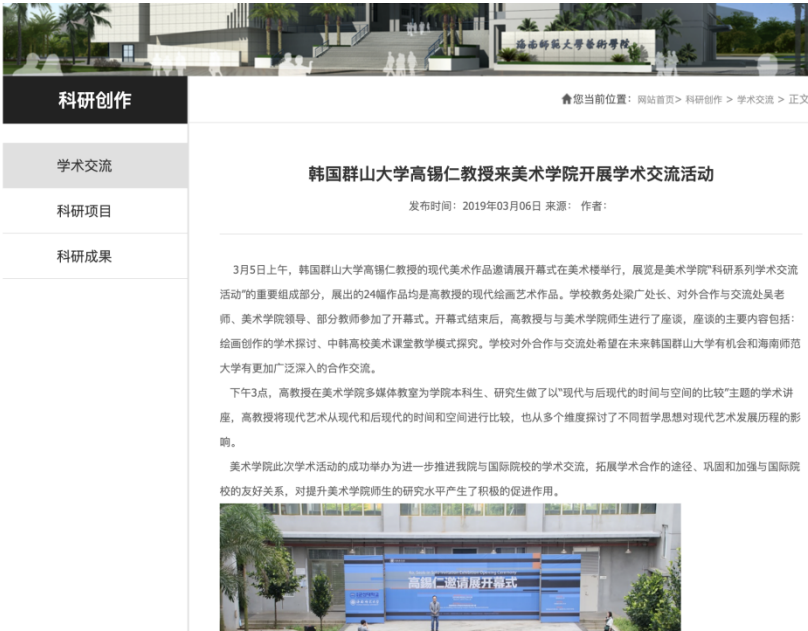 海南师范大学艺术学院
科研创作
您当前位置： 网站首页> 科研创作 > 学术交流 > 正文
学术交流
科研项目
科研成果
韩国群山大学高锡仁教授来美术学院开展学术交流活动
发布时间：2019年03月06日 来源： 作者：
3月5日上午，韩国群山大学高锡仁教授的现代美术作品邀请展开幕式在美术楼举行，展览是美术学院“科研系列学术交流
活动”的重要组成部分，展出的24幅作品均是高教授的现代绘画艺术作品。学校教务处梁广处长、对外合作与交流处吴老
师、美术学院领导、部分教师参加了开幕式。开幕式结束后，高教授与与美术学院师生进行了座谈，座谈的主要内容包括：
绘画创作的学术探讨、中韩高校美术课堂教学模式探究。学校对外合作与交流处希望在未来韩国群山大学有机会和海南师范
大学有更加广泛深入的合作交流。
下午3点，高教授在美术学院多媒体教室为学院本科生、研究生做了以“现代与后现代的时间与空间的比较”主题的学术讲
座，高教授将现代艺术从现代和后现代的时间和空间进行比较，也从多个维度探讨了不同哲学思想对现代艺术发展历程的影
响。
美术学院此次学术活动的成功举办为进一步推进我院与国际院校的学术交流，拓展学术合作的途径、巩固和加强与国际院
校的友好关系，对提升美术学院师生的研究水平产生了积极的促进作用。
高錫仁邀请展开幕式